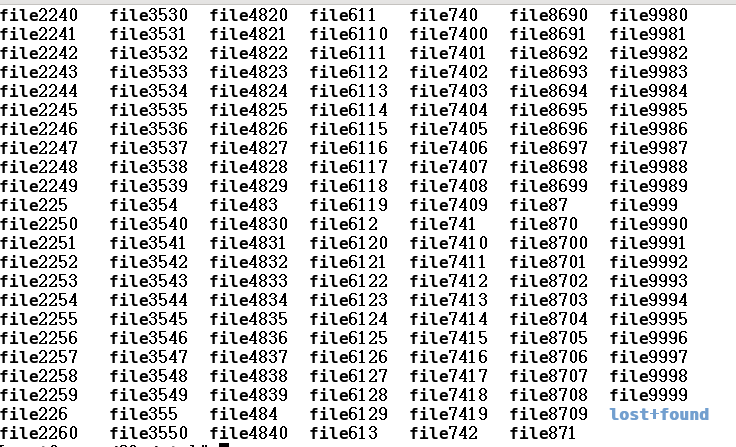 file2240 file3530 file4820 file611 file740 file8690 file9980
file2241 file3531 file4821 file6110 file7400 file8691 file9981
file2242 file3532 file4822 file6111 file7401 file8692 file9982
file2243 file3533 file4823 file6112 file7402 file8693 file9983
file2244 file3534 file4824 file6113 file7403 file8694 file9984
file2245 file3535 file4825 file6114 file7404 file8695 file9985
file2246 file3536 file4826 file6115 file7405 file8696 file9986
file2247 file3537 file4827 file6116 file7406 file8697 file9987
file2248 file3538 file4828 file6117 file7407 file8698 file9988
file2249 file3539 file4829 file6118 file7408 file8699 file9989
file225 file354 file483 file6119 file7409 file87 file999
file2250 file3540 file4830 file612 file741 file870 file9990
file2251 file3541 file4831 file6120 file7410 file8700 file9991
file2252 file3542 file4832 file6121 file7411 file8701 file9992
file2253 file3543 file4833 file6122 file7412 file8702 file9993
file2254 file3544 file4834 file6123 file7413 file8703 file9994
file2255 file3545 file4835 file6124 file7414 file8704 file9995
file2256 file3546 file4836 file6125 file7415 file8705 file9996
file2257 file3547 file4837 file6126 file7416 file8706 file9997
file2258 file3548 file4838 file6127 file7417 file8707 file9998
file2259 file3549 file4839 file6128 file7418 file8708 file9999
file226 file355 file484 file6129 file7419 file8709 lost+found
file2260 file3550 file4840 file613 file742 file871